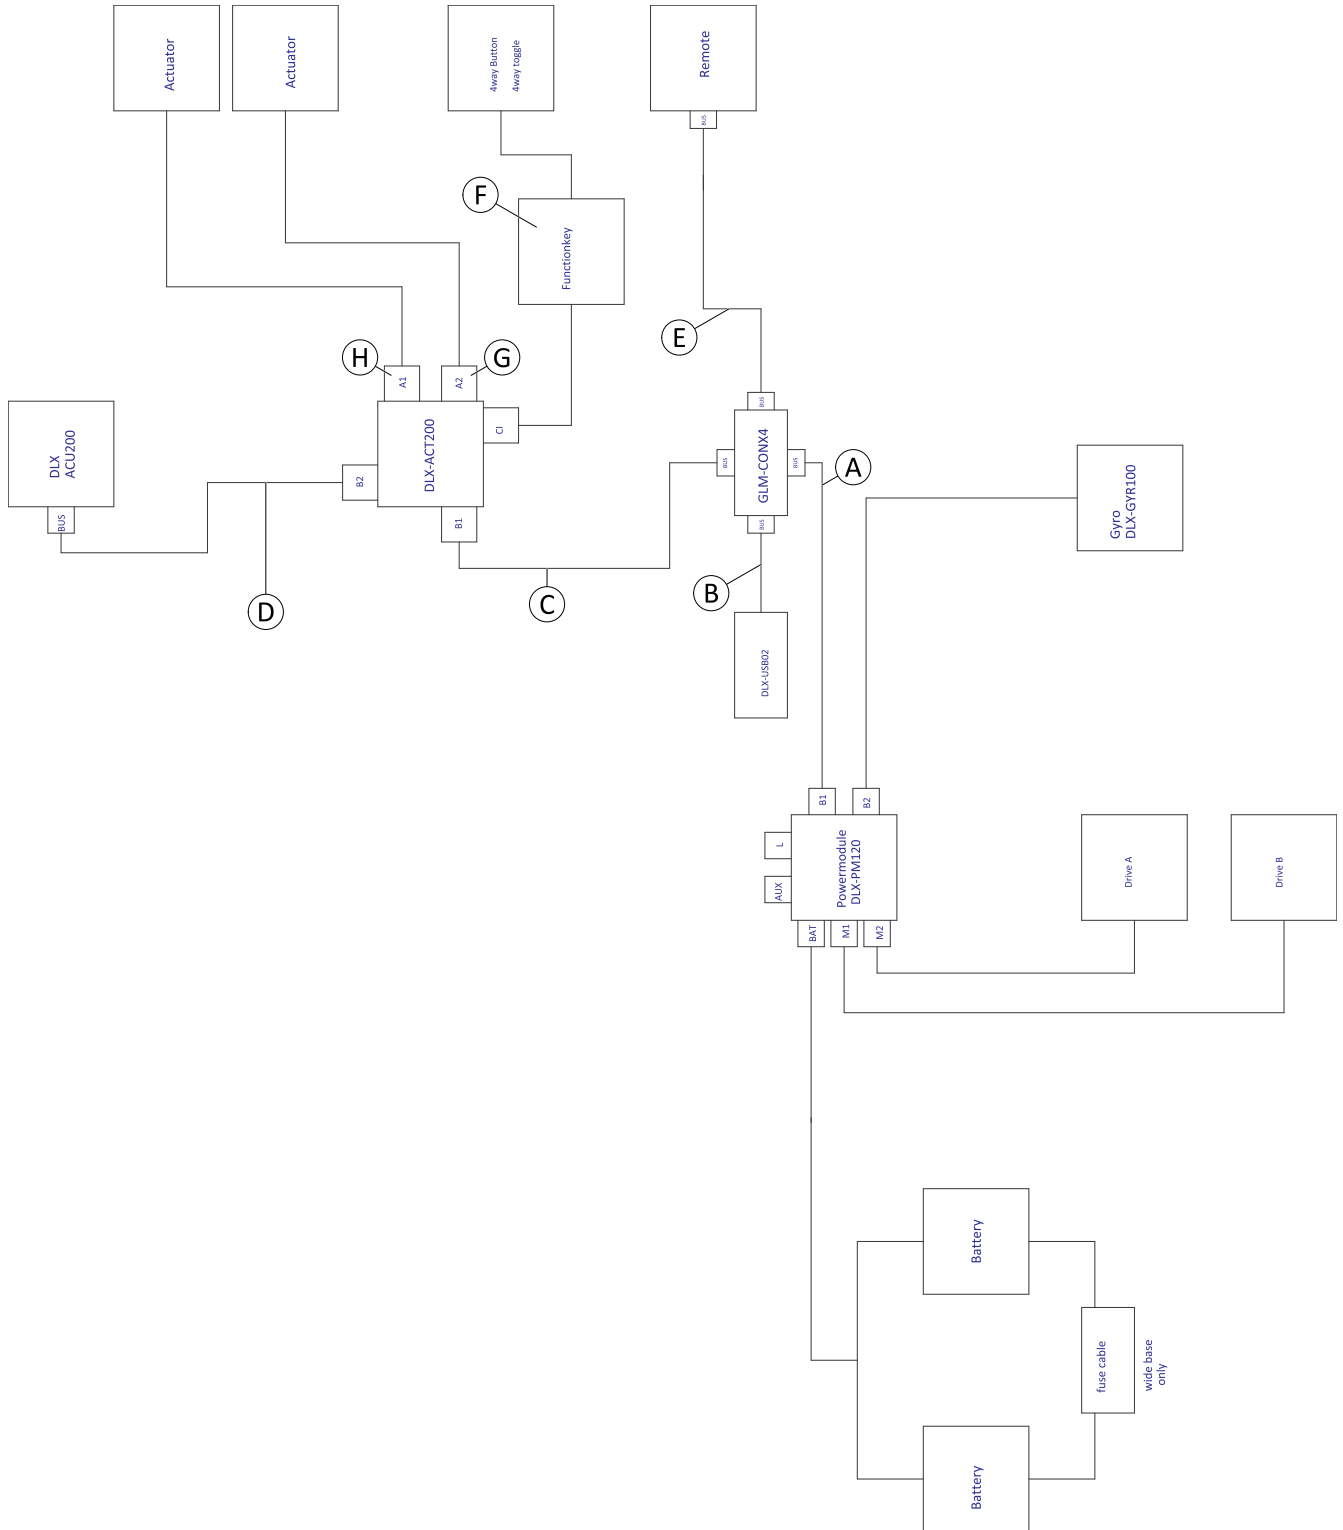 Actuator
Actuator
4way Button
4way toggle
Remote
BUS
F
Functionkey
E
H
G
A1
A2
CI
DLX
ACU200
BUS
DLX-ACT200
B2
B1
BUS
BUS
GLM-CONX4
BUS
BUS
A
Gyro
DLX-GYR100
D
C
B
DLX-USB02
B1
B2
L
AUX
Powermodule
DLX-PM120
BAT
M1
M2
Drive A
Drive B
Battery
fuse cable
wide base
only
Battery